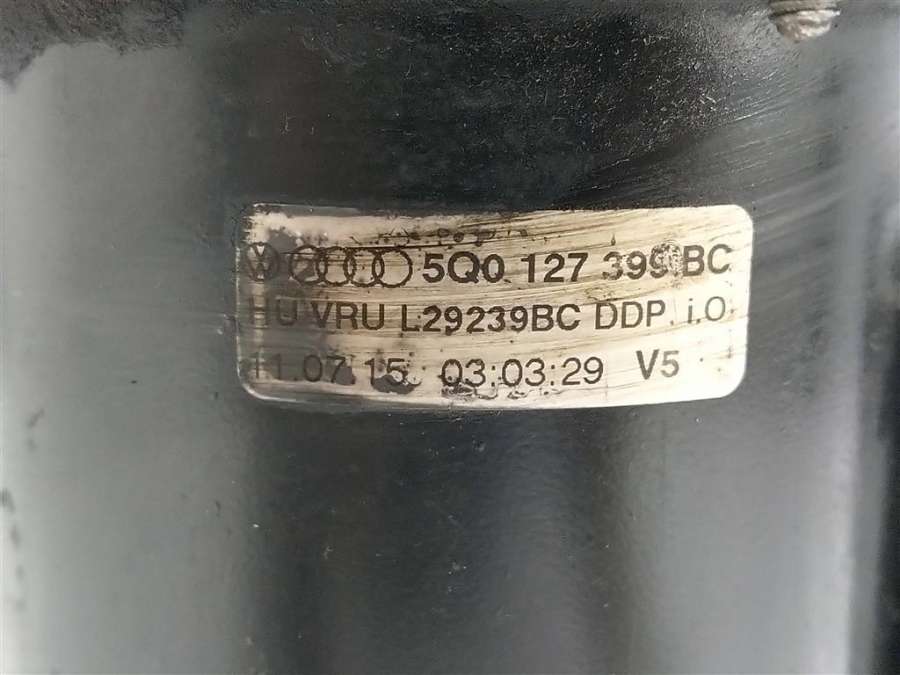 5Q0 127 399 BC
HU VRU L29239BC DDP i.O.
11.07.15 03:03:29 V5